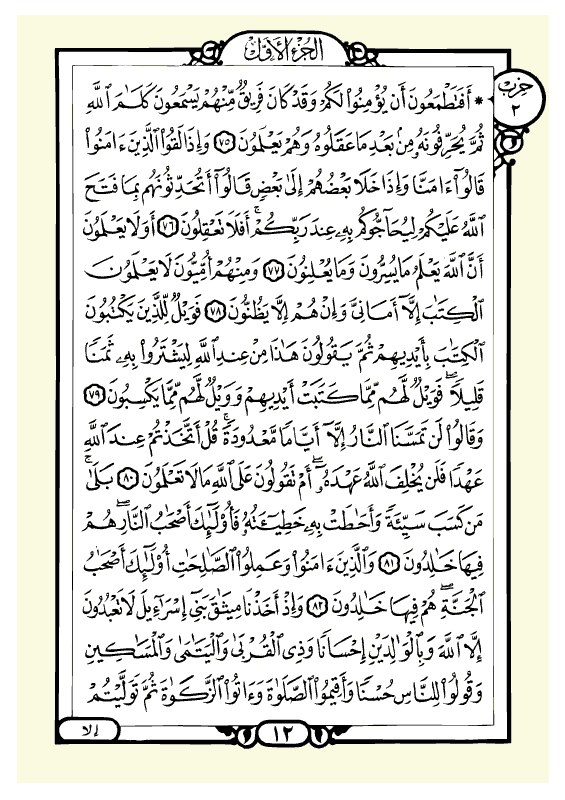 الجزء الأول
حزب
٢
* أَفَتَطْمَعُونَ أَن يُؤْمِنُوا۟ لَكُمْ وَقَدْ كَانَ فَرِيقٌ مِّنْهُمْ يَسْمَعُونَ كَلَٰمَ ٱللَّهِ
ثُمَّ يُحَرِّفُونَهُۥ مِنۢ بَعْدِ مَا عَقَلُوهُ وَهُمْ يَعْلَمُونَ ٧٥ وَإِذَا لَقُوا۟ ٱلَّذِينَ ءَامَنُوا۟
قَالُوٓا۟ ءَامَنَّا وَإِذَا خَلَا بَعْضُهُمْ إِلَىٰ بَعْضٍ قَالُوٓا۟ أَتُحَدِّثُونَهُم بِمَا فَتَحَ
ٱللَّهُ عَلَيْكُمْ لِيُحَآجُّوكُم بِهِۦ عِندَ رَبِّكُمْ ۚ أَفَلَا تَعْقِلُونَ ٧٦ أَوَلَا يَعْلَمُونَ
أَنَّ ٱللَّهَ يَعْلَمُ مَا يُسِرُّونَ وَمَا يُعْلِنُونَ ٧٧ وَمِنْهُمْ أُمِّيُّونَ لَا يَعْلَمُونَ
ٱلْكِتَٰبَ إِلَّآ أَمَانِىَّ وَإِنْ هُمْ إِلَّا يَظُنُّونَ ٧٨ فَوَيْلٌ لِّلَّذِينَ يَكْتُبُونَ
ٱلْكِتَٰبَ بِأَيْدِيهِمْ ثُمَّ يَقُولُونَ هَٰذَا مِنْ عِندِ ٱللَّهِ لِيَشْتَرُوا۟ بِهِۦ ثَمَنًا
قَلِيلًا ۖ فَوَيْلٌ لَّهُم مِّمَّا كَتَبَتْ أَيْدِيهِمْ وَوَيْلٌ لَّهُم مِّمَّا يَكْسِبُونَ ٧٩
وَقَالُوا۟ لَن تَمَسَّنَا ٱلنَّارُ إِلَّآ أَيَّامًا مَّعْدُودَةً ۚ قُلْ أَتَّخَذْتُمْ عِندَ ٱللَّهِ
عَهْدًا فَلَن يُخْلِفَ ٱللَّهُ عَهْدَهُۥٓ ۖ أَمْ تَقُولُونَ عَلَى ٱللَّهِ مَا لَا تَعْلَمُونَ ٨٠ بَلَىٰ ۚ
مَن كَسَبَ سَيِّئَةً وَأَحَٰطَتْ بِهِۦ خَطِيٓـَٔتُهُۥ فَأُو۟لَٰٓئِكَ أَصْحَٰبُ ٱلنَّارِ ۖ هُمْ
فِيهَا خَٰلِدُونَ ٨١ وَٱلَّذِينَ ءَامَنُوا۟ وَعَمِلُوا۟ ٱلصَّٰلِحَٰتِ أُو۟لَٰٓئِكَ أَصْحَٰبُ
ٱلْجَنَّةِ ۖ هُمْ فِيهَا خَٰلِدُونَ ٨٢ وَإِذْ أَخَذْنَا مِيثَٰقَ بَنِىٓ إِسْرَٰٓءِيلَ لَا تَعْبُدُونَ
إِلَّا ٱللَّهَ وَبِٱلْوَٰلِدَيْنِ إِحْسَانًا وَذِى ٱلْقُرْبَىٰ وَٱلْيَتَٰمَىٰ وَٱلْمَسَٰكِينِ
وَقُولُوا۟ لِلنَّاسِ حُسْنًا وَأَقِيمُوا۟ ٱلصَّلَوٰةَ وَءَاتُوا۟ ٱلزَّكَوٰةَ ثُمَّ تَوَلَّيْتُمْ
إلا
١٢